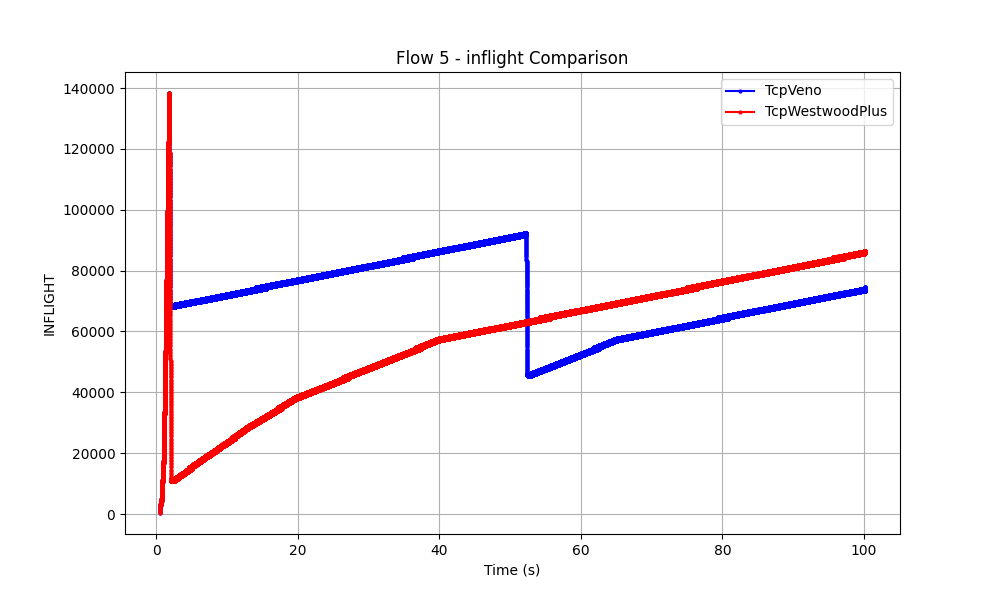 Flow 5 - inflight Comparison
TcpVeno
TcpWestwoodPlus
INFLIGHT
140000
120000
100000
80000
60000
40000
20000
0
0 20 40 60 80 100
Time (s)